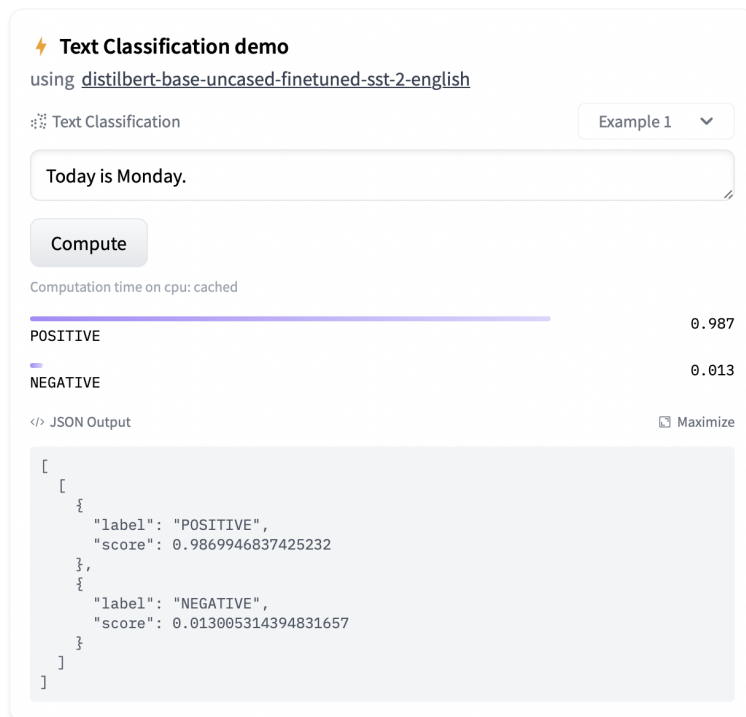 Text Classification demo
using distilbert-base-uncased-finetuned-sst-2-english
Text Classification
Example 1
Today is Monday.
Compute
Computation time on cpu: cached
POSITIVE 0.987
NEGATIVE 0.013
</> JSON Output
Maximize
[
  [
    {
      "label": "POSITIVE",
      "score": 0.9869946837425232
    },
    {
      "label": "NEGATIVE",
      "score": 0.013005314394831657
    }
  ]
]